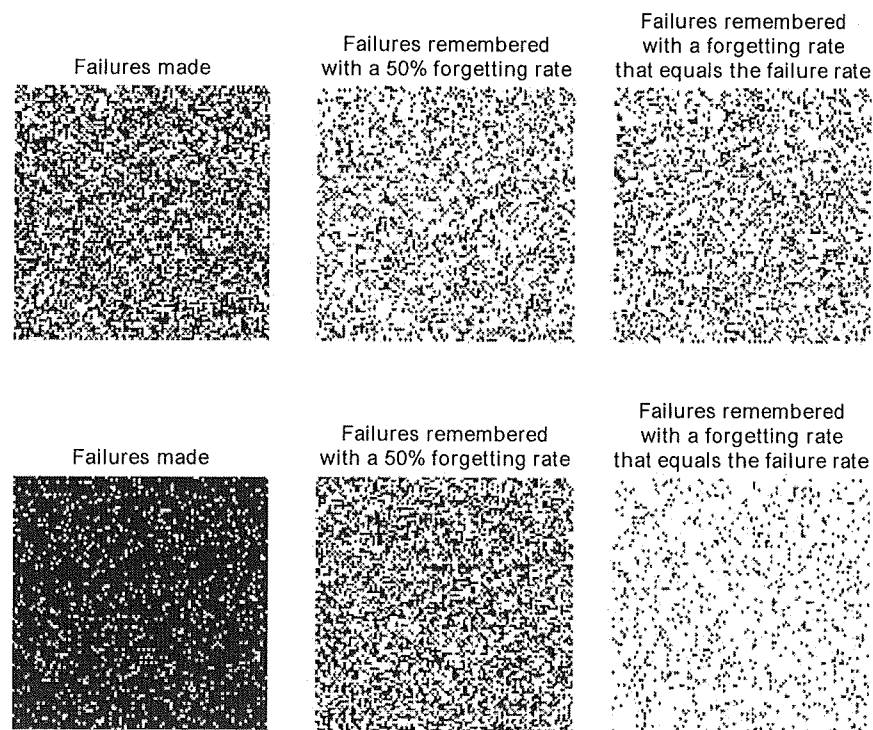 Failures made
Failures remembered
with a 50% forgetting rate
Failures remembered
with a forgetting rate
that equals the failure rate
Failures made
Failures remembered
with a 50% forgetting rate
Failures remembered
with a forgetting rate
that equals the failure rate